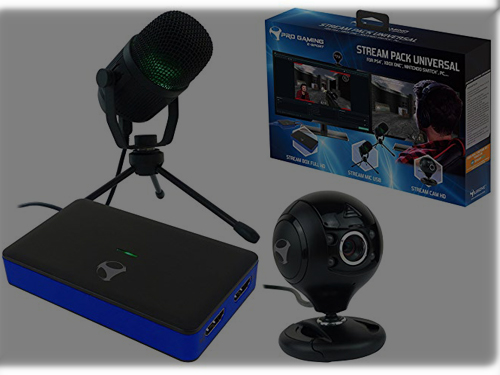 PRO GAMING
X-SPORT
STREAM PACK UNIVERSAL
FOR PS4, XBOX ONE, NINTENDO SWITCH, PC...
STREAM BOX FULL HD
STREAM MIC USB
STREAM CAM HD